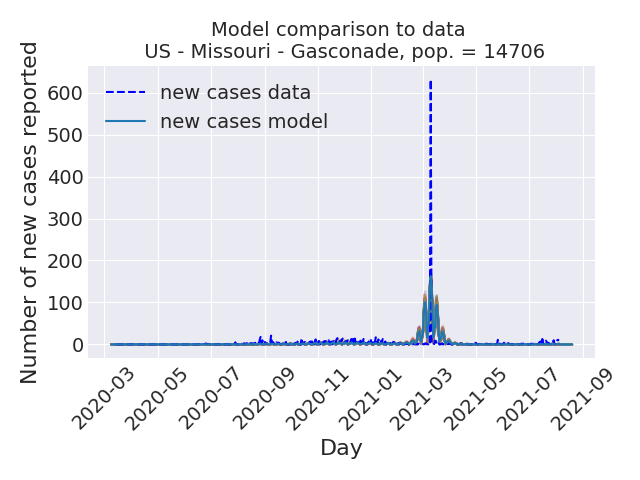 Model comparison to data
US - Missouri - Gasconade, pop. = 14706
Number of new cases reported
600
500
400
300
200
100
0
new cases data
new cases model
2020-03
2020-05
2020-07
2020-09
2020-11
2021-01
2021-03
2021-05
2021-07
2021-09
Day